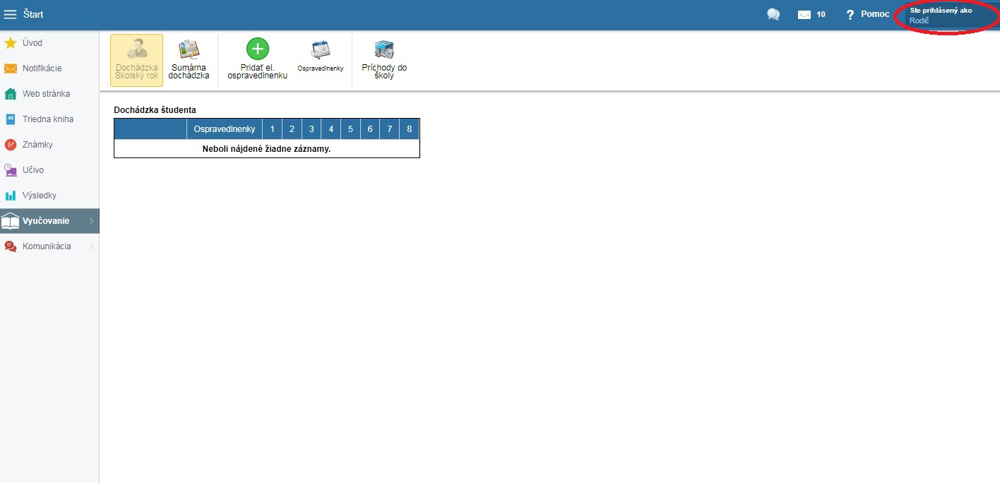 Štart
10
Pomoc
Ste prihlásený ako
Rodič
Úvod
Notifikácie
Web stránka
Triedna kniha
Známky
Učivo
Výsledky
Vyučovanie
Komunikácia
Dochádzka
Školský rok
Sumárna
dochádzka
Pridať el.
ospravedlnenku
Ospravedlnenky
Príchody do
školy
Dochádzka študenta
Ospravedlnenky 1 2 3 4 5 6 7 8
Neboli nájdené žiadne záznamy.